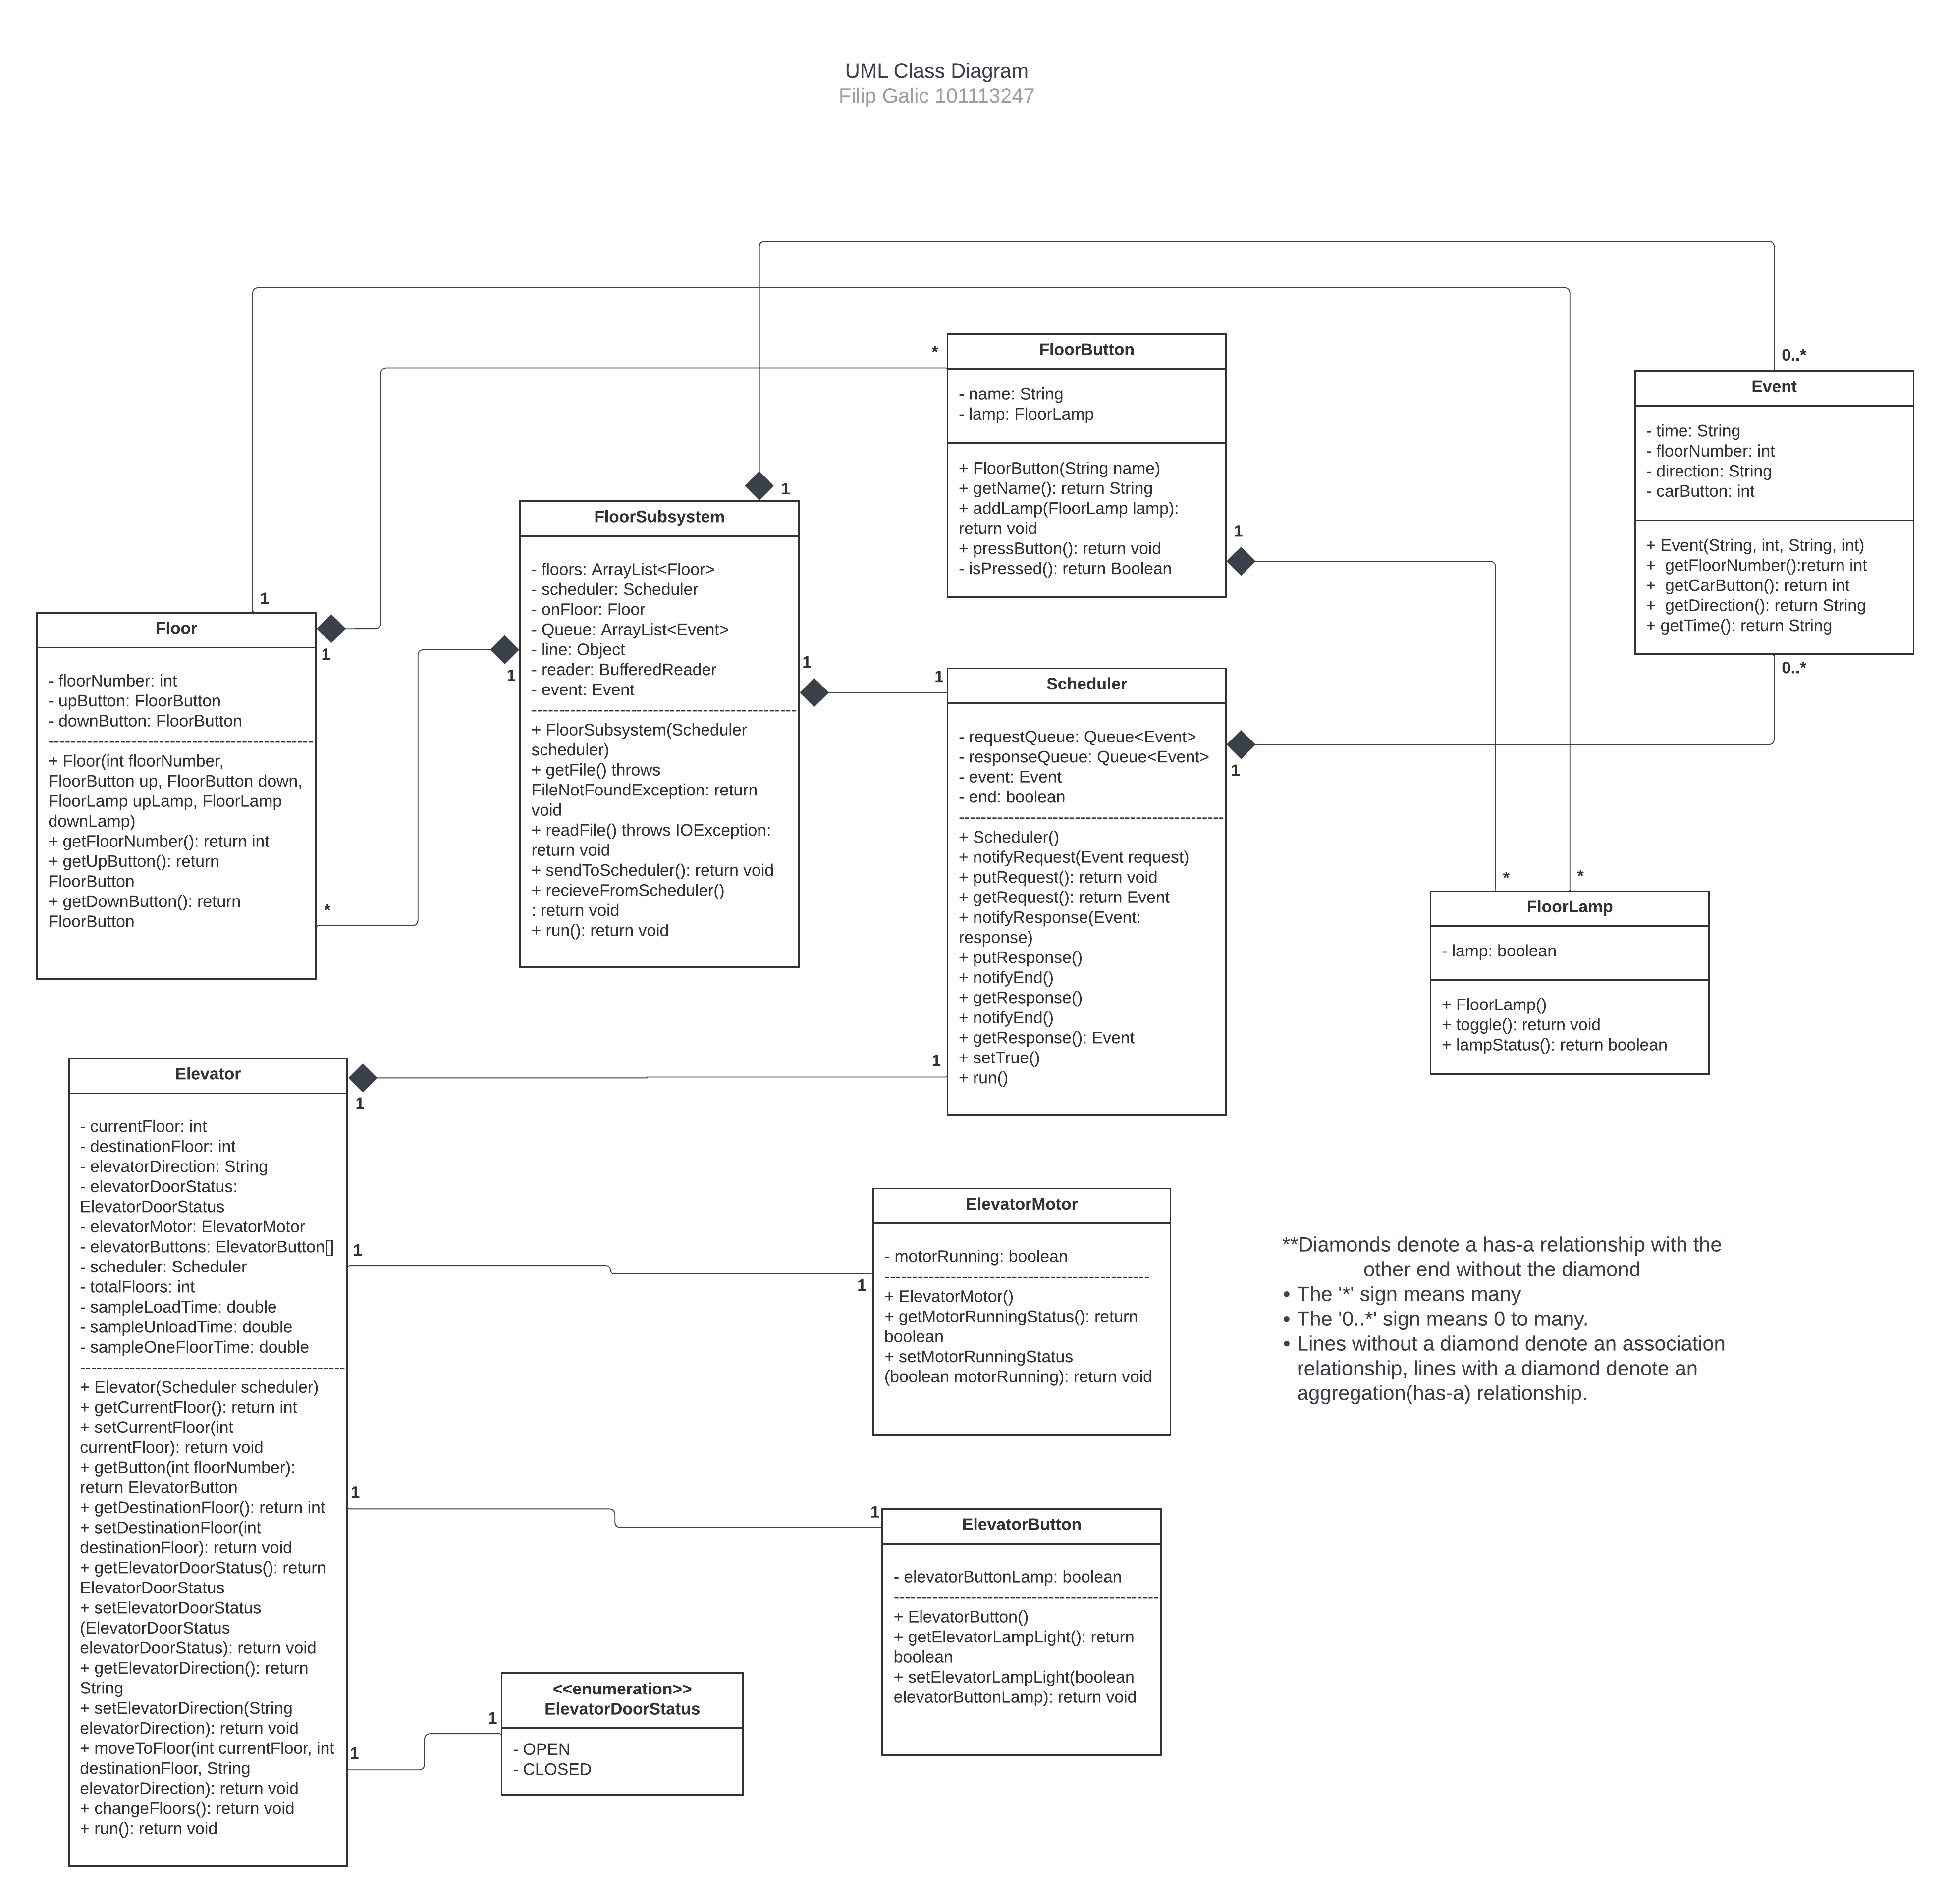 UML Class Diagram
Filip Galic 101113247
FloorButton
- name: String
- lamp: FloorLamp
+ FloorButton(String name)
+ getName(): return String
+ addLamp(FloorLamp lamp):
return void
+ pressButton(): return void
- isPressed(): return Boolean
*
1
Event
- time: String
- floorNumber: int
- direction: String
- carButton: int
+ Event(String, int, String, int)
+  getFloorNumber():return int
+  getCarButton(): return int
+  getDirection(): return String
+ getTime(): return String
0..*
0..*
FloorSubsystem
- floors: ArrayList<Floor>
- scheduler: Scheduler
- onFloor: Floor
- Queue: ArrayList<Event>
- line: Object
- reader: BufferedReader
- event: Event
------------------------------------------------
+ FloorSubsystem(Scheduler
scheduler)
+ getFile() throws
FileNotFoundException: return
void
+ readFile() throws IOException:
return void
+ sendToScheduler(): return void
+ recieveFromScheduler()
: return void
+ run(): return void
1
1
1
Floor
- floorNumber: int
- upButton: FloorButton
- downButton: FloorButton
------------------------------------------------
+ Floor(int floorNumber,
FloorButton up, FloorButton down,
FloorLamp upLamp, FloorLamp
downLamp)
+ getFloorNumber(): return int
+ getUpButton(): return
FloorButton
+ getDownButton(): return
FloorButton
1
1
*
Scheduler
- requestQueue: Queue<Event>
- responseQueue: Queue<Event>
- event: Event
- end: boolean
------------------------------------------------
+ Scheduler()
+ notifyRequest(Event request)
+ putRequest(): return void
+ getRequest(): return Event
+ notifyResponse(Event:
response)
+ putResponse()
+ notifyEnd()
+ getResponse()
+ notifyEnd()
+ getResponse(): Event
+ setTrue()
+ run()
1
1
1
FloorLamp
- lamp: boolean
+ FloorLamp()
+ toggle(): return void
+ lampStatus(): return boolean
*
*
Elevator
- currentFloor: int
- destinationFloor: int
- elevatorDirection: String
- elevatorDoorStatus:
ElevatorDoorStatus
- elevatorMotor: ElevatorMotor
- elevatorButtons: ElevatorButton[]
- scheduler: Scheduler
- totalFloors: int
- sampleLoadTime: double
- sampleUnloadTime: double
- sampleOneFloorTime: double
------------------------------------------------
+ Elevator(Scheduler scheduler)
+ getCurrentFloor(): return int
+ setCurrentFloor(int
currentFloor): return void
+ getButton(int floorNumber):
return ElevatorButton
+ getDestinationFloor(): return int
+ setDestinationFloor(int
destinationFloor): return void
+ getElevatorDoorStatus(): return
ElevatorDoorStatus
+ setElevatorDoorStatus
(ElevatorDoorStatus
elevatorDoorStatus): return void
+ getElevatorDirection(): return
String
+ setElevatorDirection(String
elevatorDirection): return void
+ moveToFloor(int currentFloor, int
destinationFloor, String
elevatorDirection): return void
+ changeFloors(): return void
+ run(): return void
1
1
1
1
ElevatorMotor
- motorRunning: boolean
------------------------------------------------
+ ElevatorMotor()
+ getMotorRunningStatus(): return
boolean
+ setMotorRunningStatus
(boolean motorRunning): return void
1
**Diamonds denote a has-a relationship with the
other end without the diamond
• The '*' sign means many
• The '0..*' sign means 0 to many.
• Lines without a diamond denote an association
relationship, lines with a diamond denote an
aggregation(has-a) relationship.
ElevatorButton
- elevatorButtonLamp: boolean
------------------------------------------------
+ ElevatorButton()
+ getElevatorLampLight(): return
boolean
+ setElevatorLampLight(boolean
elevatorButtonLamp): return void
1
<<enumeration>>
ElevatorDoorStatus
- OPEN
- CLOSED
1